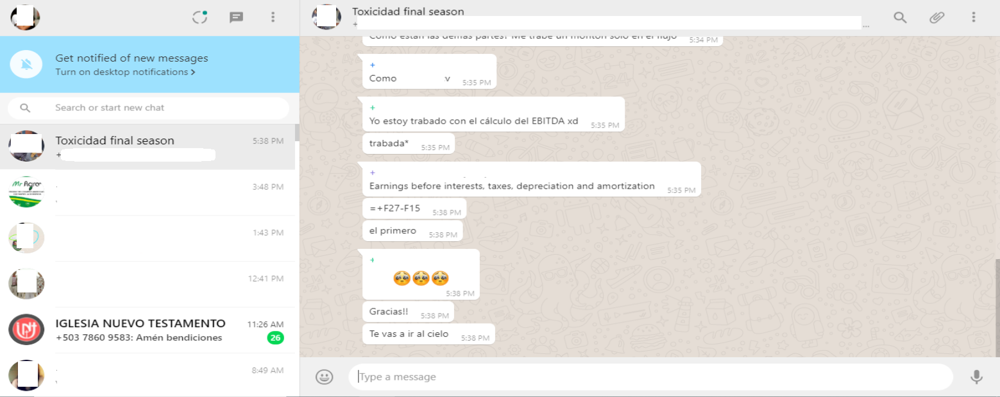 Get notified of new messages
Turn on desktop notifications >
Search or start new chat
Toxicidad final season
5:38 PM
+
Mr Agro
3:48 PM
1:43 PM
12:41 PM
IGLESIA NUEVO TESTAMENTO
11:26 AM
+503 7860 9583: Amén bendiciones
26
8:49 AM
Toxicidad final season
+ ...
Como están las demás partes? Me trabé un montón solo en el flujo
5:34 PM
+
Como :v
5:35 PM
+
Yo estoy trabado con el cálculo del EBITDA xd
5:35 PM
trabada*
5:35 PM
+
Earnings before interests, taxes, depreciation and amortization
5:35 PM
=+F27-F15
5:38 PM
el primero
5:38 PM
+
🥺🥺🥺
5:38 PM
Gracias!!
5:38 PM
Te vas a ir al cielo
5:38 PM
Type a message